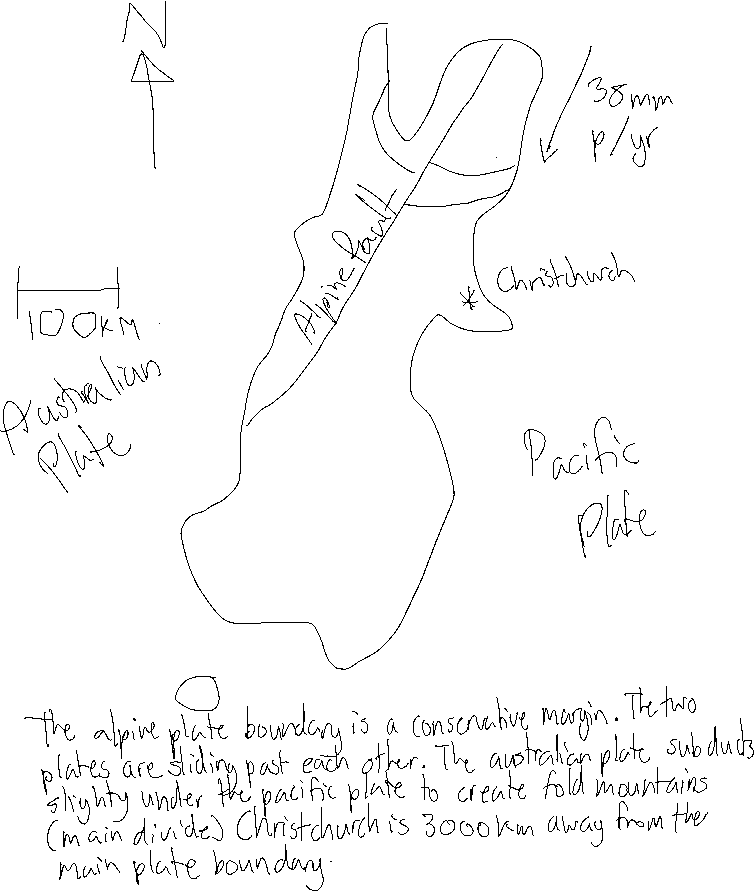 N
38mm
p/yr
Alpine Fault
Christchurch
100km
Australian
Plate
Pacific
Plate
The alpine plate boundary is a conservative margin. The two
plates are sliding past each other. The australian plate subducts
slighty under the pacific plate to create fold mountains
(main divide) Christchurch is 3000km away from the
main plate boundary.